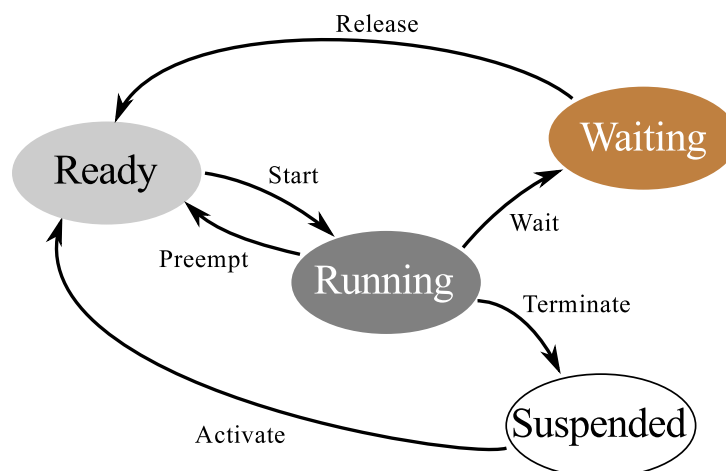 Release
Waiting
Ready
Start
Wait
Preempt
Running
Terminate
Suspended
Activate